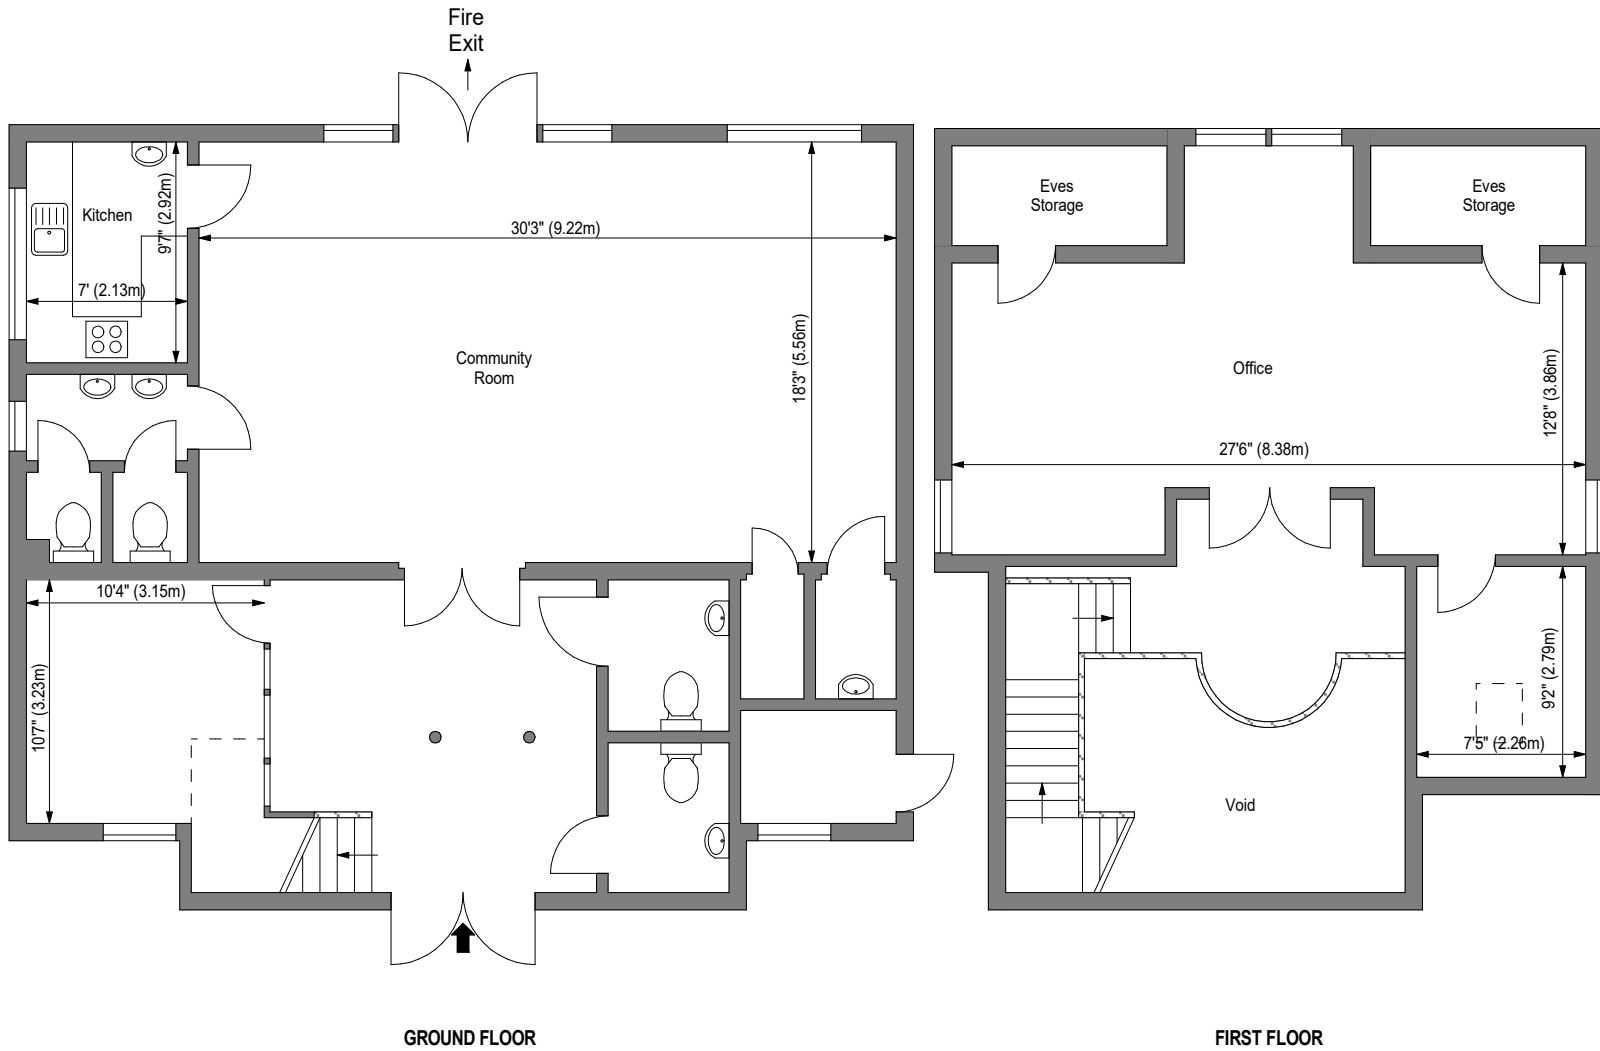 Fire
Exit
Kitchen
9'7" (2.92m)
7' (2.13m)
30'3" (9.22m)
18'3" (5.56m)
Community
Room
10'4" (3.15m)
10'7" (3.23m)
GROUND FLOOR
Eves
Storage
Eves
Storage
Office
12'8" (3.86m)
27'6" (8.38m)
9'2" (2.79m)
7'5" (2.26m)
Void
FIRST FLOOR